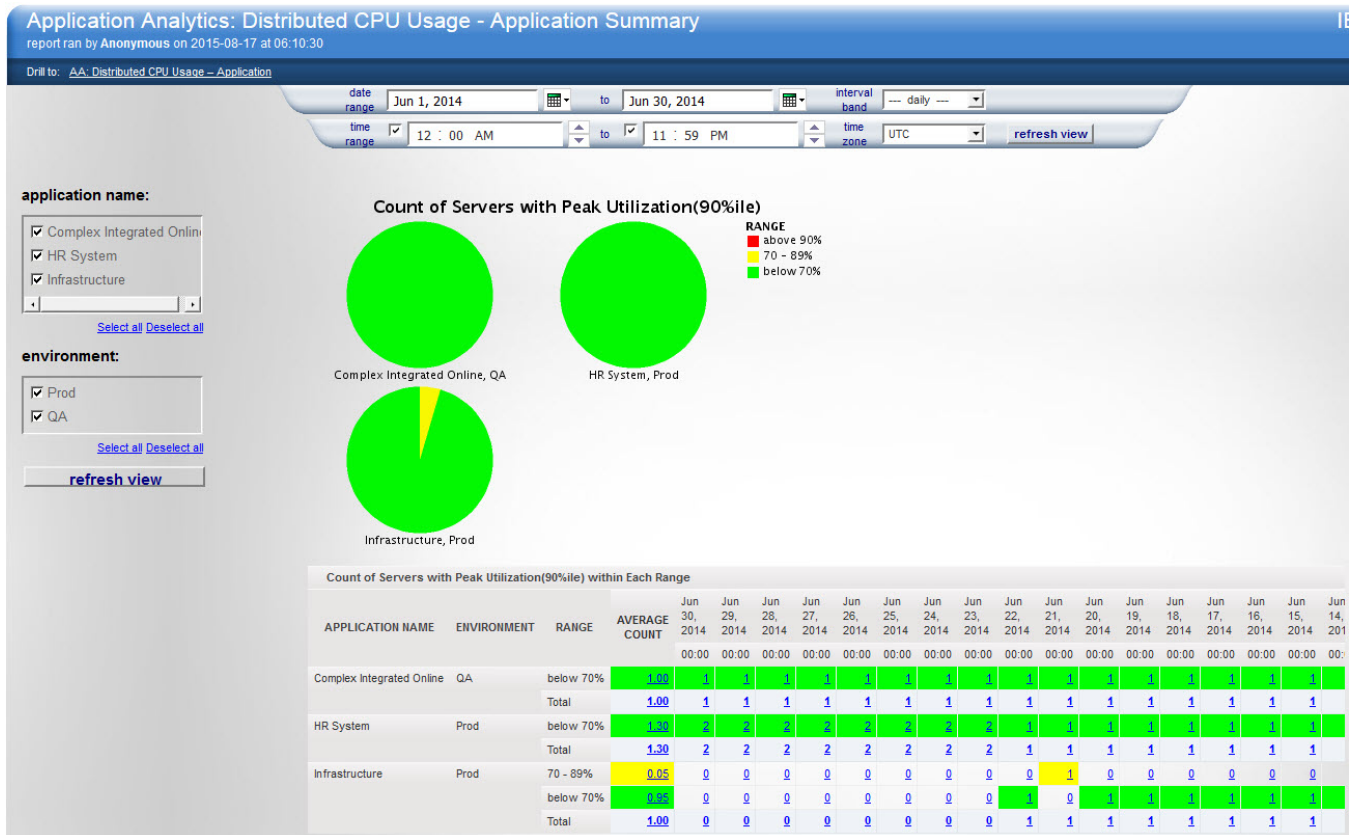 Application Analytics: Distributed CPU Usage - Application Summary
report ran by Anonymous on 2015-08-17 at 06:10:30
Drill to: AA: Distributed CPU Usage – Application
date range Jun 1, 2014 to Jun 30, 2014 interval band --- daily ---
time range 12 : 00 AM to 11 : 59 PM time zone UTC refresh view
application name:
Complex Integrated Onlin
HR System
Infrastructure
Select all Deselect all
environment:
Prod
QA
Select all Deselect all
refresh view
Count of Servers with Peak Utilization(90%ile)
RANGE
above 90%
70 - 89%
below 70%
Complex Integrated Online, QA
HR System, Prod
Infrastructure, Prod
Count of Servers with Peak Utilization(90%ile) within Each Range
APPLICATION NAME ENVIRONMENT RANGE AVERAGE COUNT Jun 30, 2014 Jun 29, 2014 Jun 28, 2014 Jun 27, 2014 Jun 26, 2014 Jun 25, 2014 Jun 24, 2014 Jun 23, 2014 Jun 22, 2014 Jun 21, 2014 Jun 20, 2014 Jun 19, 2014 Jun 18, 2014 Jun 17, 2014 Jun 16, 2014 Jun 15, 2014 Jun 14, 201
00:00 00:00 00:00 00:00 00:00 00:00 00:00 00:00 00:00 00:00 00:00 00:00 00:00 00:00 00:00 00:00 00:
Complex Integrated Online QA below 70% 1.00 1 1 1 1 1 1 1 1 1 1 1 1 1 1 1 1
Total 1.00 1 1 1 1 1 1 1 1 1 1 1 1 1 1 1 1
HR System Prod below 70% 1.30 2 2 2 2 2 2 2 2 1 1 1 1 1 1 1 1
Total 1.30 2 2 2 2 2 2 2 2 1 1 1 1 1 1 1 1
Infrastructure Prod 70 - 89% 0.05 0 0 0 0 0 0 0 0 0 1 0 0 0 0 0 0
below 70% 0.95 0 0 0 0 0 0 0 0 1 0 1 1 1 1 1 1
Total 1.00 0 0 0 0 0 0 0 0 1 1 1 1 1 1 1 1